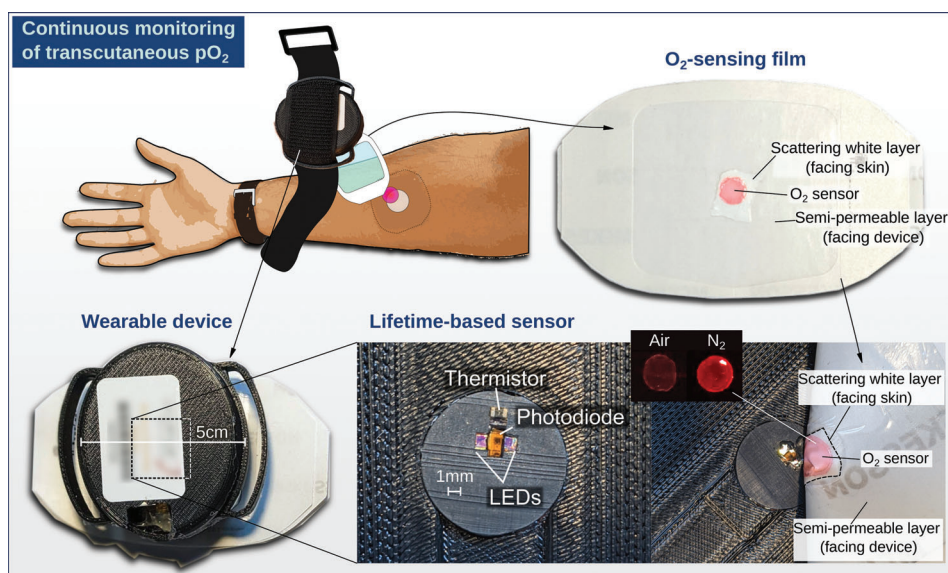 Continuous monitoring
of transcutaneous pO₂
O₂-sensing film
Scattering white layer
(facing skin)
O₂ sensor
Semi-permeable layer
(facing device)
Wearable device
Lifetime-based sensor
5cm
Thermistor
Photodiode
LEDs
1mm
Air
N₂
Scattering white layer
(facing skin)
O₂ sensor
Semi-permeable layer
(facing device)